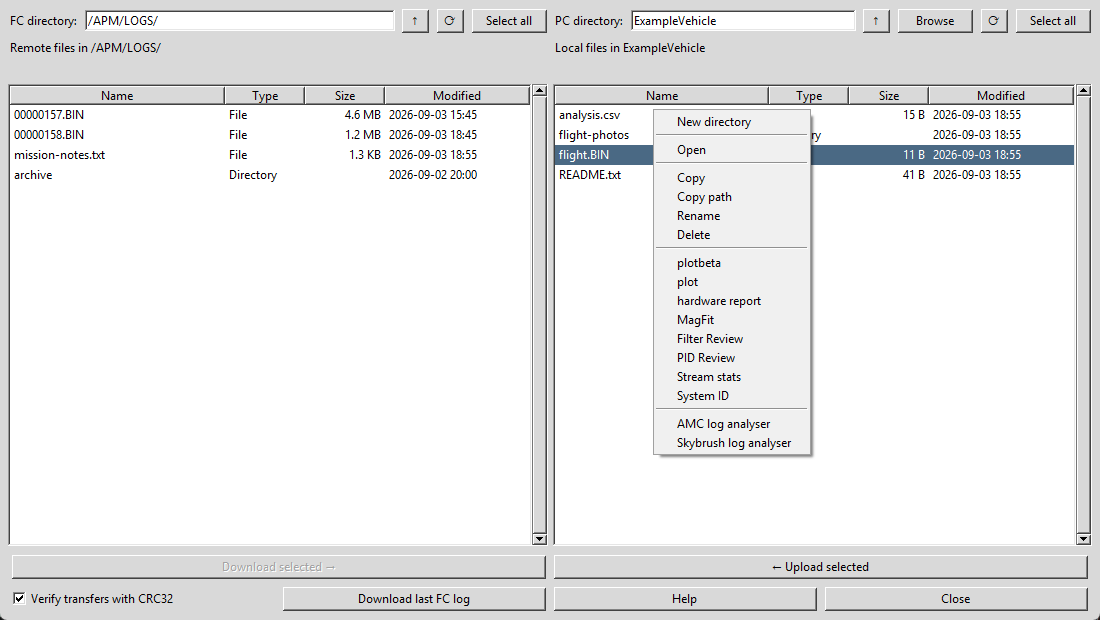 FC directory: /APM/LOGS/ ↑ ⟳ Select all PC directory: ExampleVehicle ↑ Browse ⟳ Select all
Remote files in /APM/LOGS/ Local files in ExampleVehicle
Name Type Size Modified Name Type Size Modified
00000157.BIN File 4.6 MB 2026-09-03 15:45 analysis.csv 15 B 2026-09-03 18:55
00000158.BIN File 1.2 MB 2026-09-03 18:45 flight-photos ry 2026-09-03 18:55
mission-notes.txt File 1.3 KB 2026-09-03 18:55 flight.BIN 11 B 2026-09-03 18:55
archive Directory 2026-09-02 20:00 README.txt 41 B 2026-09-03 18:55
New directory
Open
Copy
Copy path
Rename
Delete
plotbeta
plot
hardware report
MagFit
Filter Review
PID Review
Stream stats
System ID
AMC log analyser
Skybrush log analyser
Download selected → ← Upload selected
Verify transfers with CRC32 Download last FC log Help Close